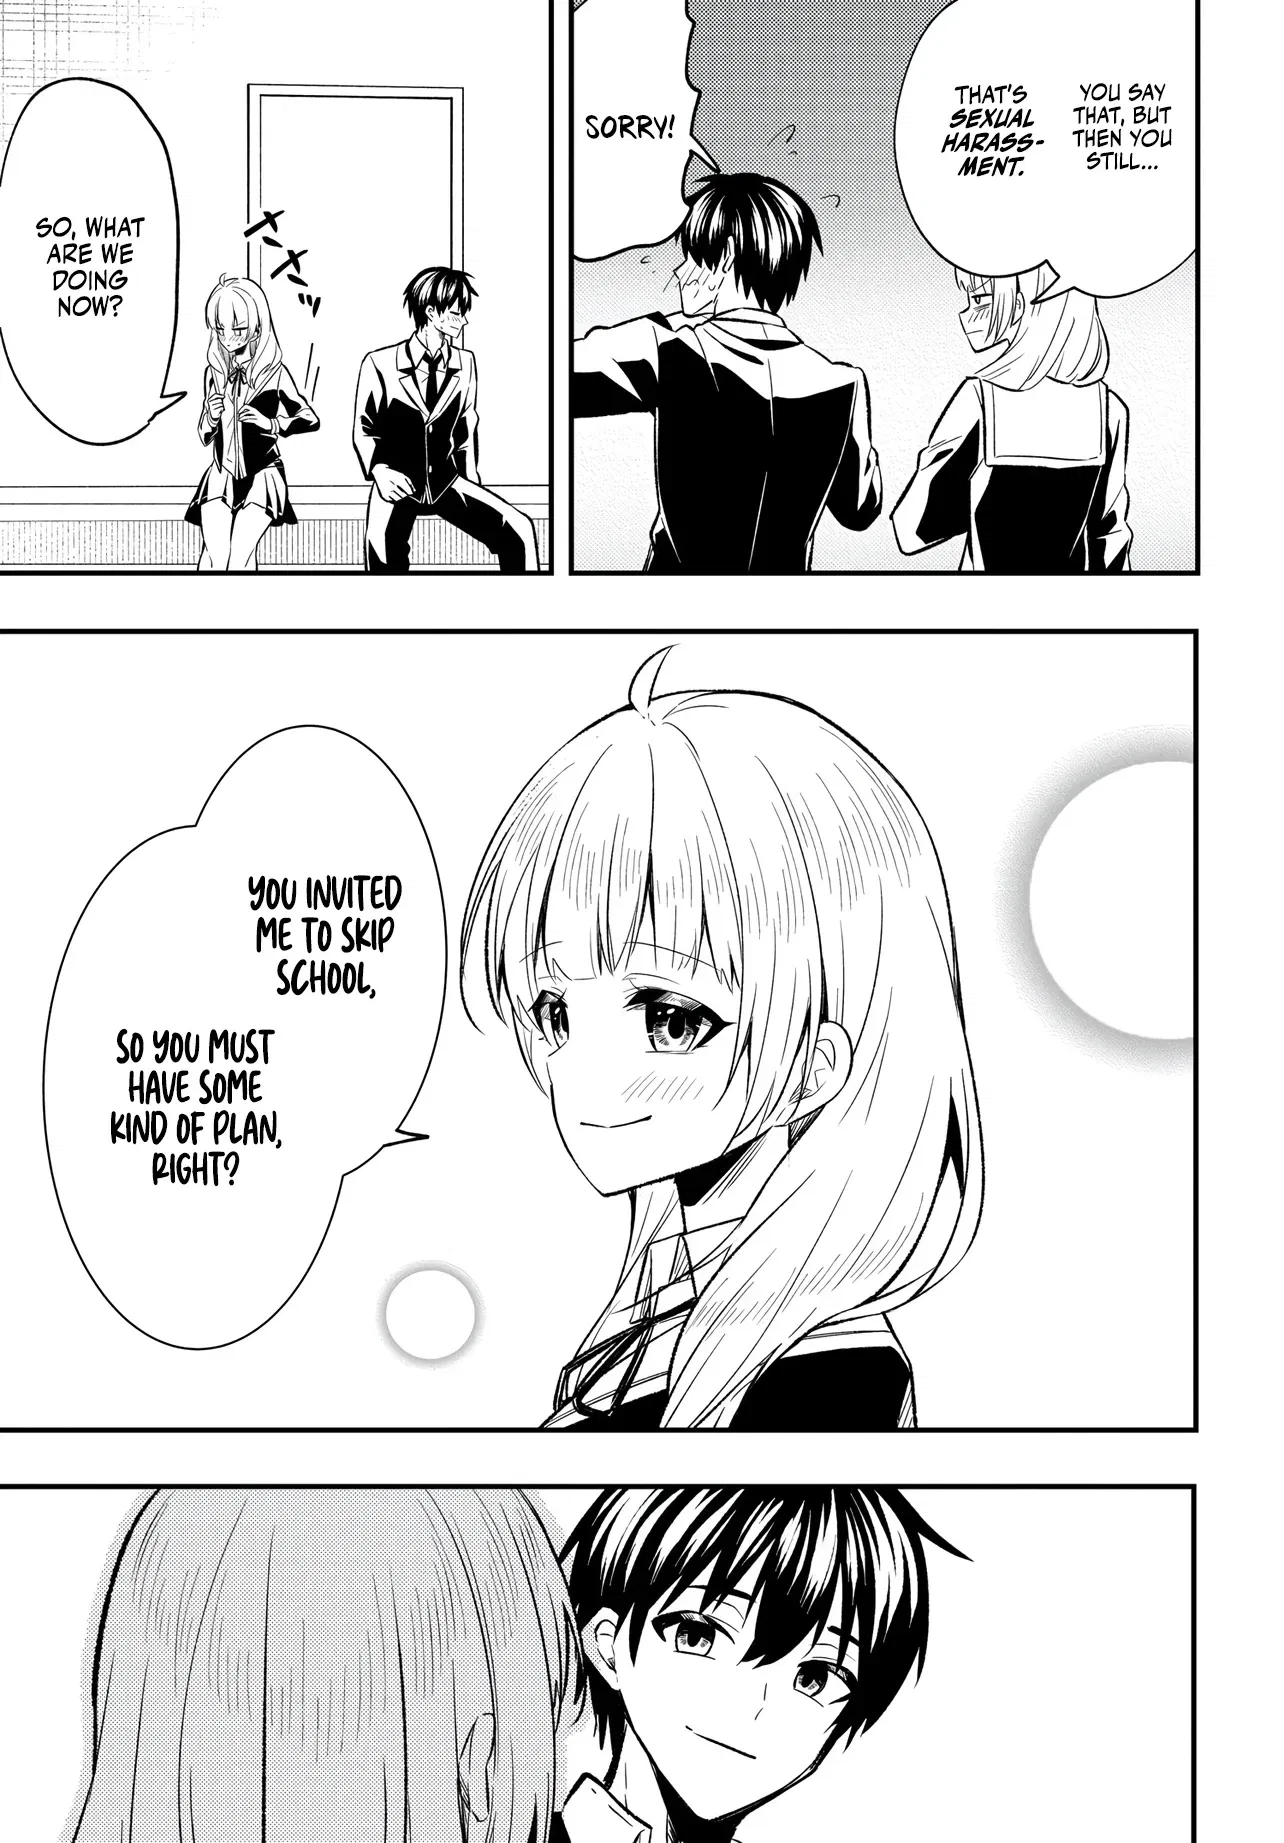 YOU SAY
THAT, BUT
THEN YOU
STILL...
THAT'S
SEXUAL
HARASS-
MENT.
SORRY!
SO, WHAT
ARE WE
DOING
NOW?
YOU INVITED
ME TO SKIP
SCHOOL,
SO YOU MUST
HAVE SOME
KIND OF PLAN,
RIGHT?